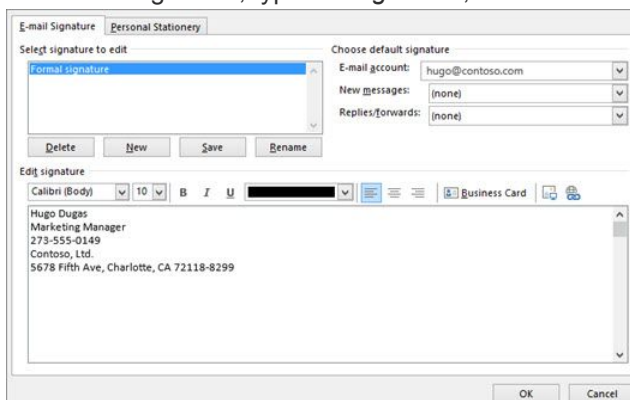 E-mail Signature Personal Stationery
Select signature to edit
Formal signature
Delete New Save Rename
Choose default signature
E-mail account: hugo@contoso.com
New messages: (none)
Replies/forwards: (none)
Edit signature
Calibri (Body) 10 B I U Business Card
Hugo Dugas
Marketing Manager
273-555-0149
Contoso, Ltd.
5678 Fifth Ave, Charlotte, CA 72118-8299
OK Cancel